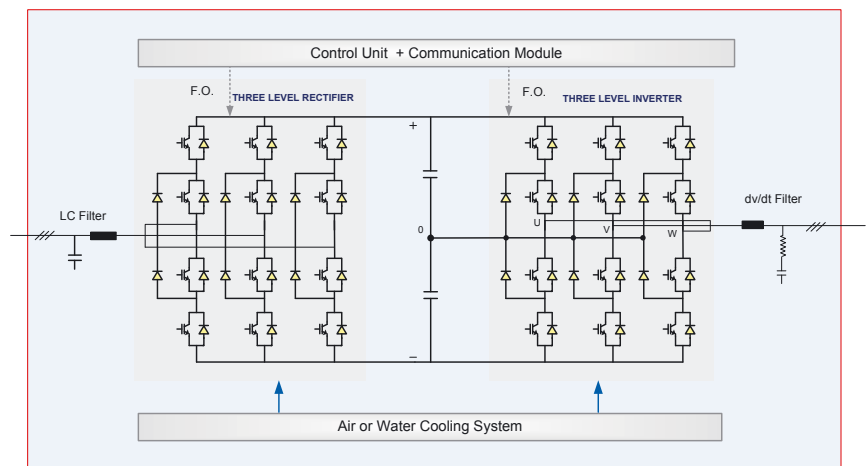 Control Unit + Communication Module
F.O.
THREE LEVEL RECTIFIER
F.O.
THREE LEVEL INVERTER
+
dv/dt Filter
LC Filter
U
0
V
W
–
Air or Water Cooling System